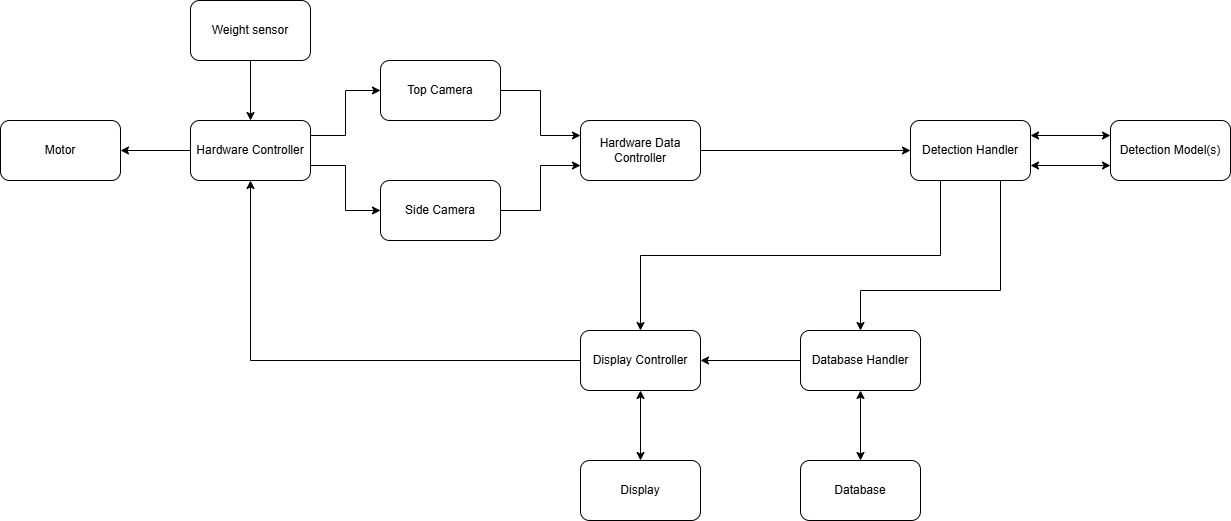 Weight sensor
Top Camera
Motor
Hardware Controller
Hardware Data
Controller
Detection Handler
Detection Model(s)
Side Camera
Display Controller
Database Handler
Display
Database